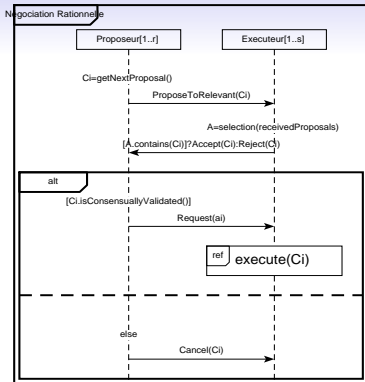 Negociation Rationnelle
Proposeur[1..r]
Executeur[1..s]
Ci=getNextProposal()
ProposeToRelevant(Ci)
A=selection(receivedProposals)
[A.contains(Ci)]?Accept(Ci):Reject(Ci)
alt
[Ci.isConsensuallyValidated()]
Request(ai)
ref
execute(Ci)
else
Cancel(Ci)